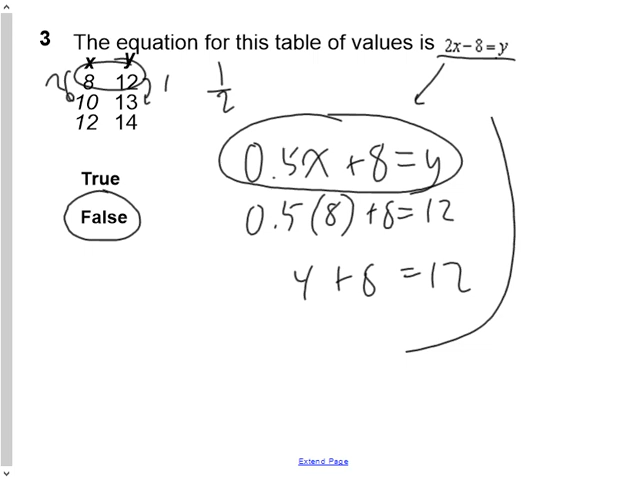 3 The equation for this table of values is 2x-8=y
x y
2 8 12 1
10 13
12 14
1/2
0.5x+8=y
True
False
0.5(8)+8=12
4+8=12
Extend Page